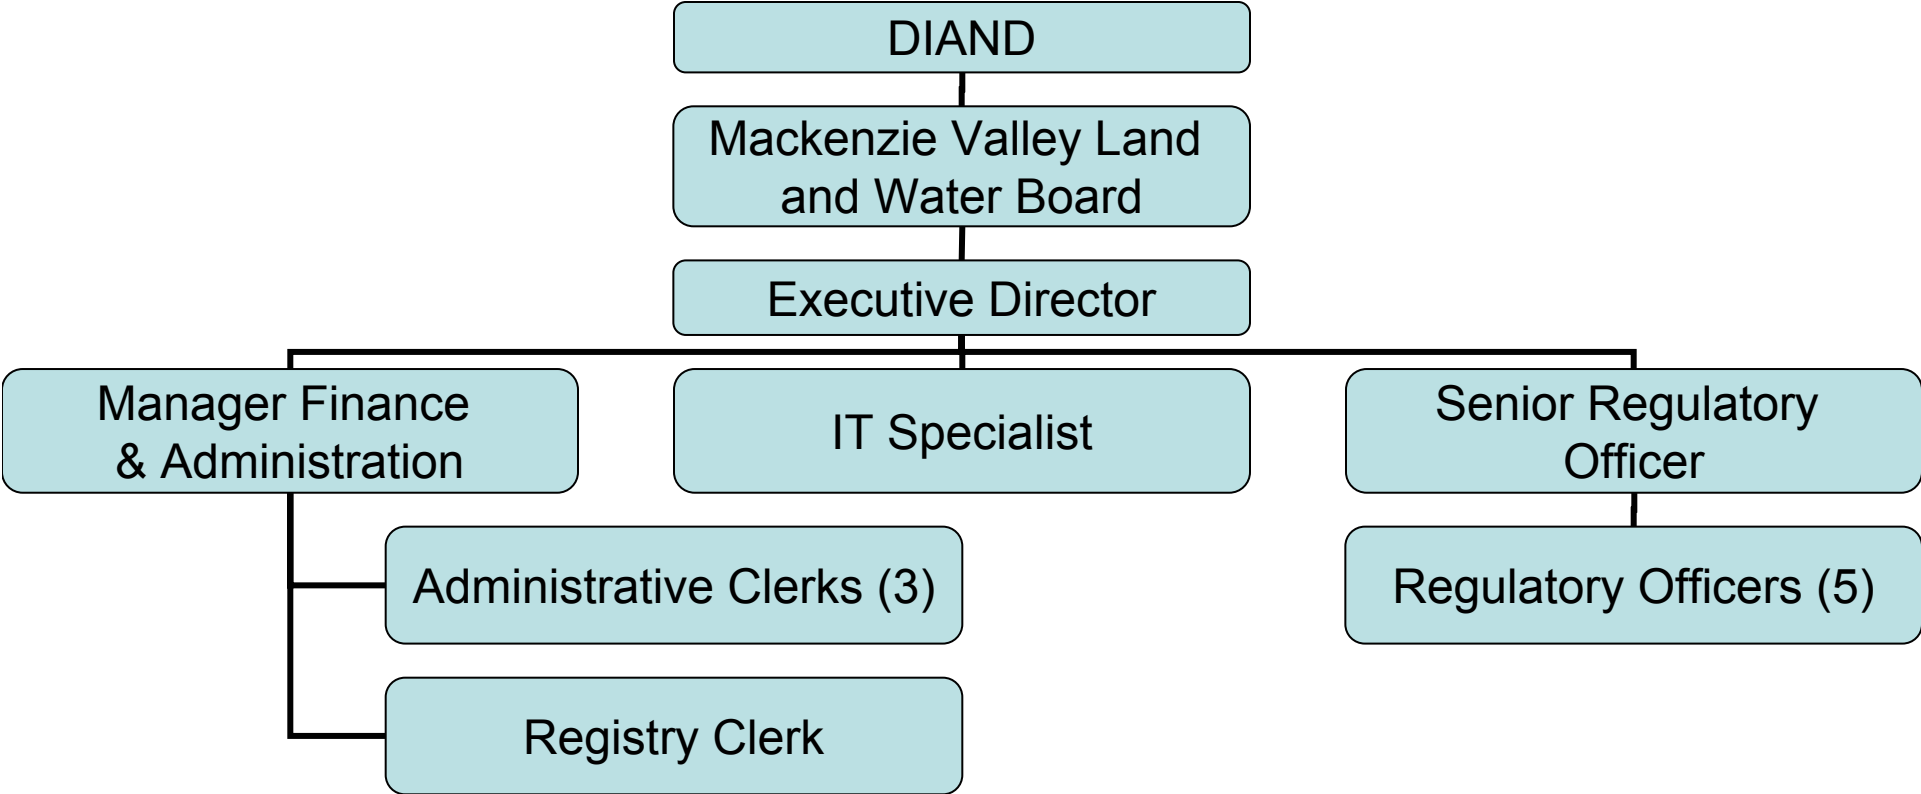 DIAND
Mackenzie Valley Land
and Water Board
Executive Director
Manager Finance
& Administration
IT Specialist
Senior Regulatory
Officer
Administrative Clerks (3)
Regulatory Officers (5)
Registry Clerk